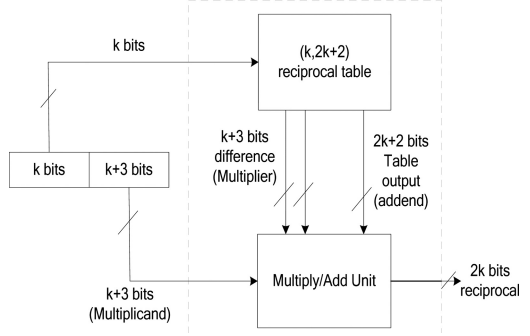 k bits
(k,2k+2)
reciprocal table
k+3 bits
difference
(Multiplier)
2k+2 bits
Table
output
(addend)
k bits
k+3 bits
k+3 bits
(Multiplicand)
Multiply/Add Unit
2k bits
reciprocal